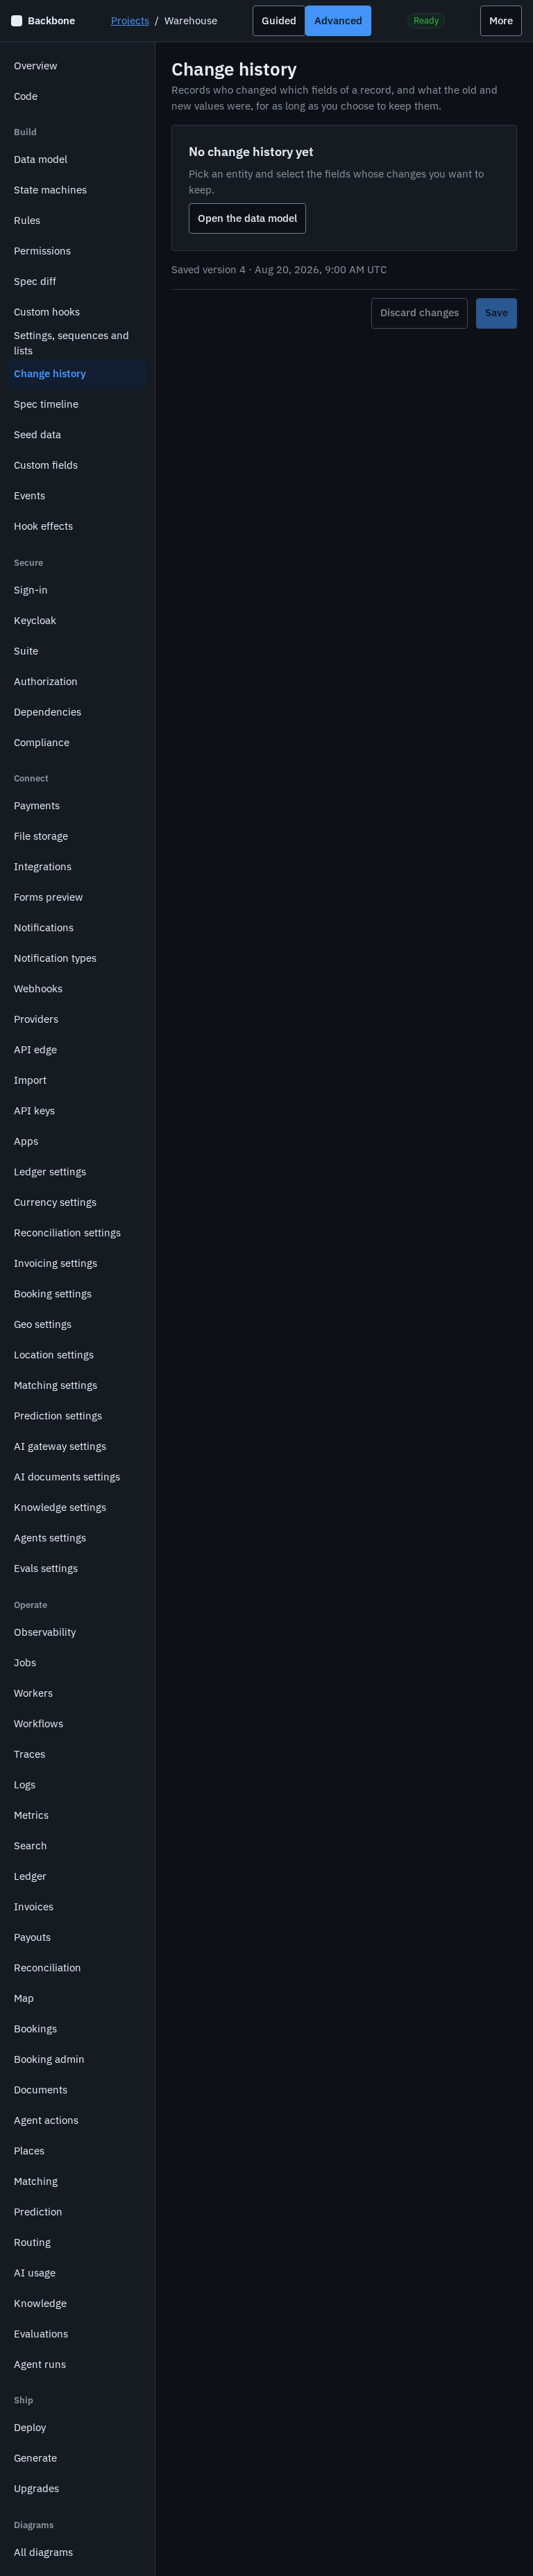 Backbone
Projects / Warehouse
Guided
Advanced
Ready
More
Overview
Code
Build
Data model
State machines
Rules
Permissions
Spec diff
Custom hooks
Settings, sequences and
lists
Change history
Spec timeline
Seed data
Custom fields
Events
Hook effects
Secure
Sign-in
Keycloak
Suite
Authorization
Dependencies
Compliance
Connect
Payments
File storage
Integrations
Forms preview
Notifications
Notification types
Webhooks
Providers
API edge
Import
API keys
Apps
Ledger settings
Currency settings
Reconciliation settings
Invoicing settings
Booking settings
Geo settings
Location settings
Matching settings
Prediction settings
AI gateway settings
AI documents settings
Knowledge settings
Agents settings
Evals settings
Operate
Observability
Jobs
Workers
Workflows
Traces
Logs
Metrics
Search
Ledger
Invoices
Payouts
Reconciliation
Map
Bookings
Booking admin
Documents
Agent actions
Places
Matching
Prediction
Routing
AI usage
Knowledge
Evaluations
Agent runs
Ship
Deploy
Generate
Upgrades
Diagrams
All diagrams
Change history
Records who changed which fields of a record, and what the old and
new values were, for as long as you choose to keep them.
No change history yet
Pick an entity and select the fields whose changes you want to
keep.
Open the data model
Saved version 4 · Aug 20, 2026, 9:00 AM UTC
Discard changes
Save